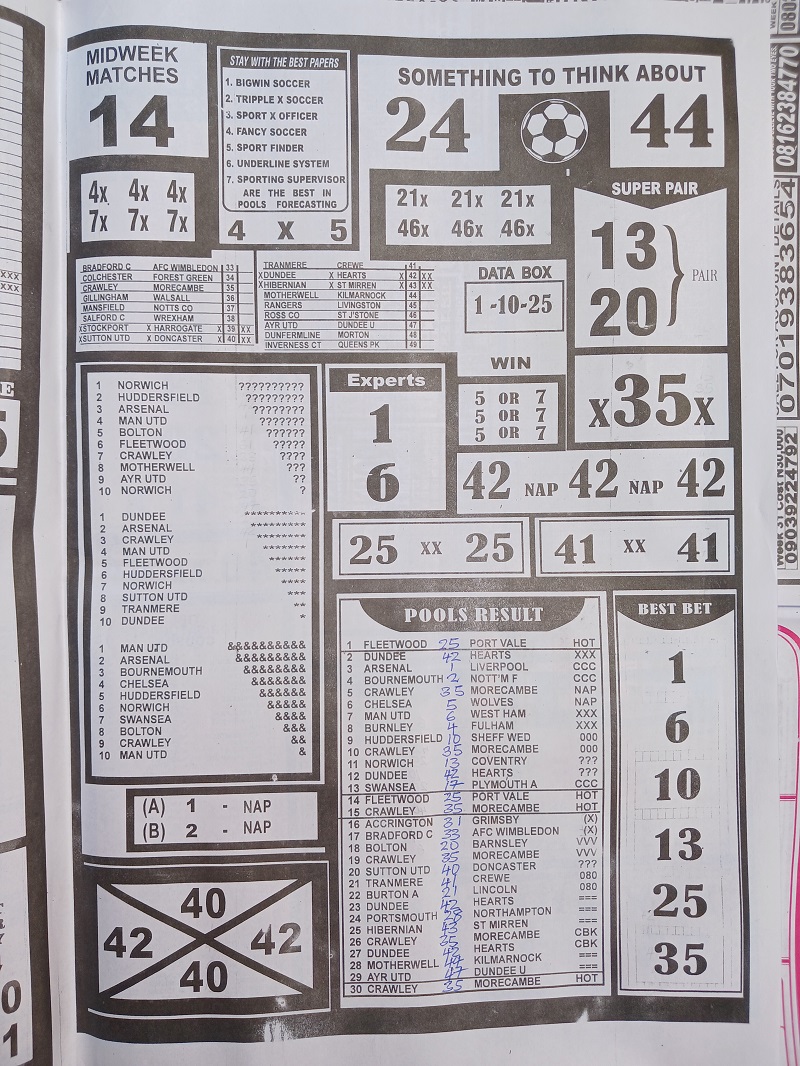 MIDWEEK
MATCHES
14
4x 4x 4x
7x 7x 7x
STAY WITH THE BEST PAPERS
1. BIGWIN SOCCER
2. TRIPPLE X SOCCER
3. SPORT X OFFICER
4. FANCY SOCCER
5. SPORT FINDER
6. UNDERLINE SYSTEM
7. SPORTING SUPERVISOR
ARE THE BEST IN
POOLS FORECASTING
4 X 5
SOMETHING TO THINK ABOUT
24 44
21x 21x 21x
46x 46x 46x
SUPER PAIR
13
20
PAIR
BRADFORD C AFC WIMBLEDON 33
COLCHESTER FOREST GREEN 34
CRAWLEY MORECAMBE 35
GILLINGHAM WALSALL 36
MANSFIELD NOTTS CO 37
SALFORD C WREXHAM 38
XSTOCKPORT X HARROGATE X 39 XX
XSUTTON UTD X DONCASTER X 40 XX
TRANMERE CREWE 41
XDUNDEE X HEARTS X 42 XX
XHIBERNIAN X ST MIRREN X 43 XX
MOTHERWELL KILMARNOCK 44
RANGERS LIVINGSTON 45
ROSS CO ST J'STONE 46
AYR UTD DUNDEE U 47
DUNFERMLINE MORTON 48
INVERNESS CT QUEENS PK 49
DATA BOX
1 -10-25
WIN
5 OR 7
5 OR 7
5 OR 7
x35x
1 NORWICH ??????????
2 HUDDERSFIELD ?????????
3 ARSENAL ????????
4 MAN UTD ???????
5 BOLTON ??????
6 FLEETWOOD ?????
7 CRAWLEY ????
8 MOTHERWELL ???
9 AYR UTD ??
10 NORWICH ?
1 DUNDEE **********
2 ARSENAL *********
3 CRAWLEY ********
4 MAN UTD *******
5 FLEETWOOD ******
6 HUDDERSFIELD *****
7 NORWICH ****
8 SUTTON UTD ***
9 TRANMERE **
10 DUNDEE *
1 MAN UTD &&&&&&&&&&
2 ARSENAL &&&&&&&&&
3 BOURNEMOUTH &&&&&&&&
4 CHELSEA &&&&&&&
5 HUDDERSFIELD &&&&&&
6 NORWICH &&&&&
7 SWANSEA &&&&
8 BOLTON &&&
9 CRAWLEY &&
10 MAN UTD &
Experts
1
6
42 NAP 42 NAP 42
25 xx 25
41 xx 41
(A) 1 - NAP
(B) 2 - NAP
40
42 42
40
POOLS RESULT
1 FLEETWOOD 25 PORT VALE HOT
2 DUNDEE 42 HEARTS XXX
3 ARSENAL 1 LIVERPOOL CCC
4 BOURNEMOUTH 2 NOTT'M F CCC
5 CRAWLEY 35 MORECAMBE NAP
6 CHELSEA 5 WOLVES NAP
7 MAN UTD 6 WEST HAM XXX
8 BURNLEY 4 FULHAM XXX
9 HUDDERSFIELD 10 SHEFF WED 000
10 CRAWLEY 35 MORECAMBE 000
11 NORWICH 13 COVENTRY ???
12 DUNDEE 42 HEARTS ???
13 SWANSEA 17 PLYMOUTH A CCC
14 FLEETWOOD 25 PORT VALE HOT
15 CRAWLEY 35 MORECAMBE HOT
16 ACCRINGTON 31 GRIMSBY (X)
17 BRADFORD C 33 AFC WIMBLEDON (X)
18 BOLTON 20 BARNSLEY VVV
19 CRAWLEY 35 MORECAMBE VVV
20 SUTTON UTD 40 DONCASTER ???
21 TRANMERE 41 CREWE 080
22 BURTON A 21 LINCOLN 080
23 DUNDEE 42 HEARTS ===
24 PORTSMOUTH 28 NORTHAMPTON ===
25 HIBERNIAN 43 ST MIRREN ===
26 CRAWLEY 35 MORECAMBE CBK
27 DUNDEE 42 HEARTS CBK
28 MOTHERWELL 44 KILMARNOCK ===
29 AYR UTD 47 DUNDEE U ===
30 CRAWLEY 35 MORECAMBE HOT
BEST BET
1
6
10
13
25
35
08162384770
07019383654
Week 31 Cost N30,000
09039224792